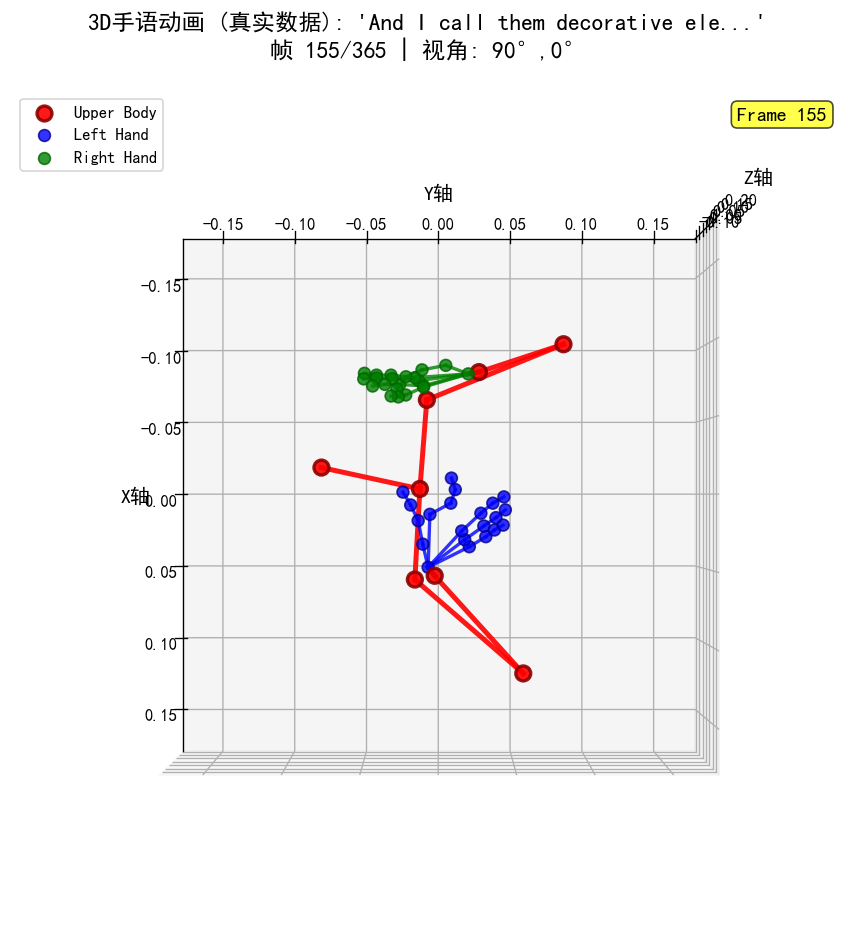 3D手语动画 (真实数据): 'And I call them decorative ele...'
帧 155/365 | 视角: 90°,0°
Upper Body
Left Hand
Right Hand
Frame 155
Z轴
Y轴
-0.15 -0.10 -0.05 0.00 0.05 0.10 0.15
-0.15
-0.10
-0.05
X轴
0.00
0.05
0.10
0.15